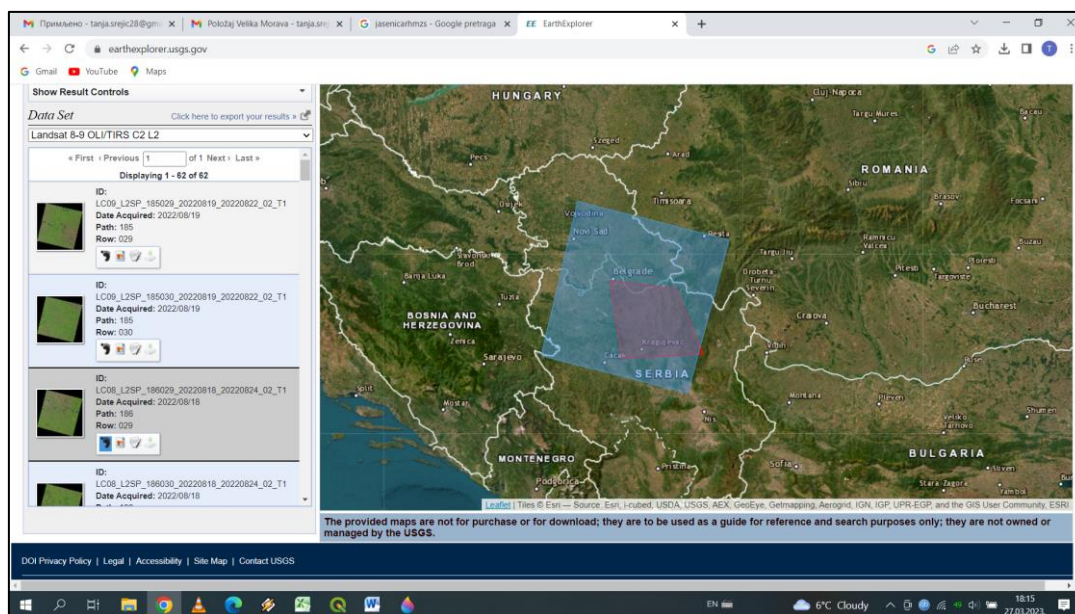 Примљено - tanja.srejic28@gm
Položaj Velika Morava - tanja.sre
jasenicarhmzs - Google pretraga
EE EarthExplorer
earthexplorer.usgs.gov
T
Gmail
YouTube
Maps
Show Result Controls
Data Set
Click here to export your results »
Landsat 8-9 OLI/TIRS C2 L2
« First ‹ Previous 1 of 1 Next › Last »
Displaying 1 - 62 of 62
ID:
LC09_L2SP_185029_20220819_20220822_02_T1
Date Acquired: 2022/08/19
Path: 185
Row: 029
ID:
LC09_L2SP_185030_20220819_20220822_02_T1
Date Acquired: 2022/08/19
Path: 185
Row: 030
ID:
LC08_L2SP_186029_20220818_20220824_02_T1
Date Acquired: 2022/08/18
Path: 186
Row: 029
ID:
LC08_L2SP_186030_20220818_20220824_02_T1
Date Acquired: 2022/08/18
HUNGARY
Cluj-Napoca
Targu Mures
Bacau
Szeged
Pecs
Arad
ROMANIA
Sibiu
Brasov
Focsani
Timisoara
Osijek
Vojvodina
Novi Sad
Resita
Targu Jiu
Ramnicu
Valcea
Buzau
Ploiesti
Slavonski
Brod
Banja Luka
Belgrade
Drobeta-
Turnu
Severin
Pitesti
Targoviste
Tuzla
Bucharest
BOSNIA AND
HERZEGOVINA
Craiova
Zenica
Kragujevac
Vidin
Sarajevo
Cacak
Ruse
SERBIA
Split
Mostar
Montana
Pleven
Shumen
Nis
Veliko
Tarnovo
MONTENEGRO
Pristina
Sofia
BULGARIA
Sliven
Stara Zagora
Yambol
Podgorica
Leaflet | Tiles © Esri — Source: Esri, i-cubed, USDA, USGS, AEX, GeoEye, Getmapping, Aerogrid, IGN, IGP, UPR-EGP, and the GIS User Community, ESRI
The provided maps are not for purchase or for download; they are to be used as a guide for reference and search purposes only; they are not owned or
managed by the USGS.
DOI Privacy Policy | Legal | Accessibility | Site Map | Contact USGS
EN
6°C Cloudy
18:15
27.03.2023